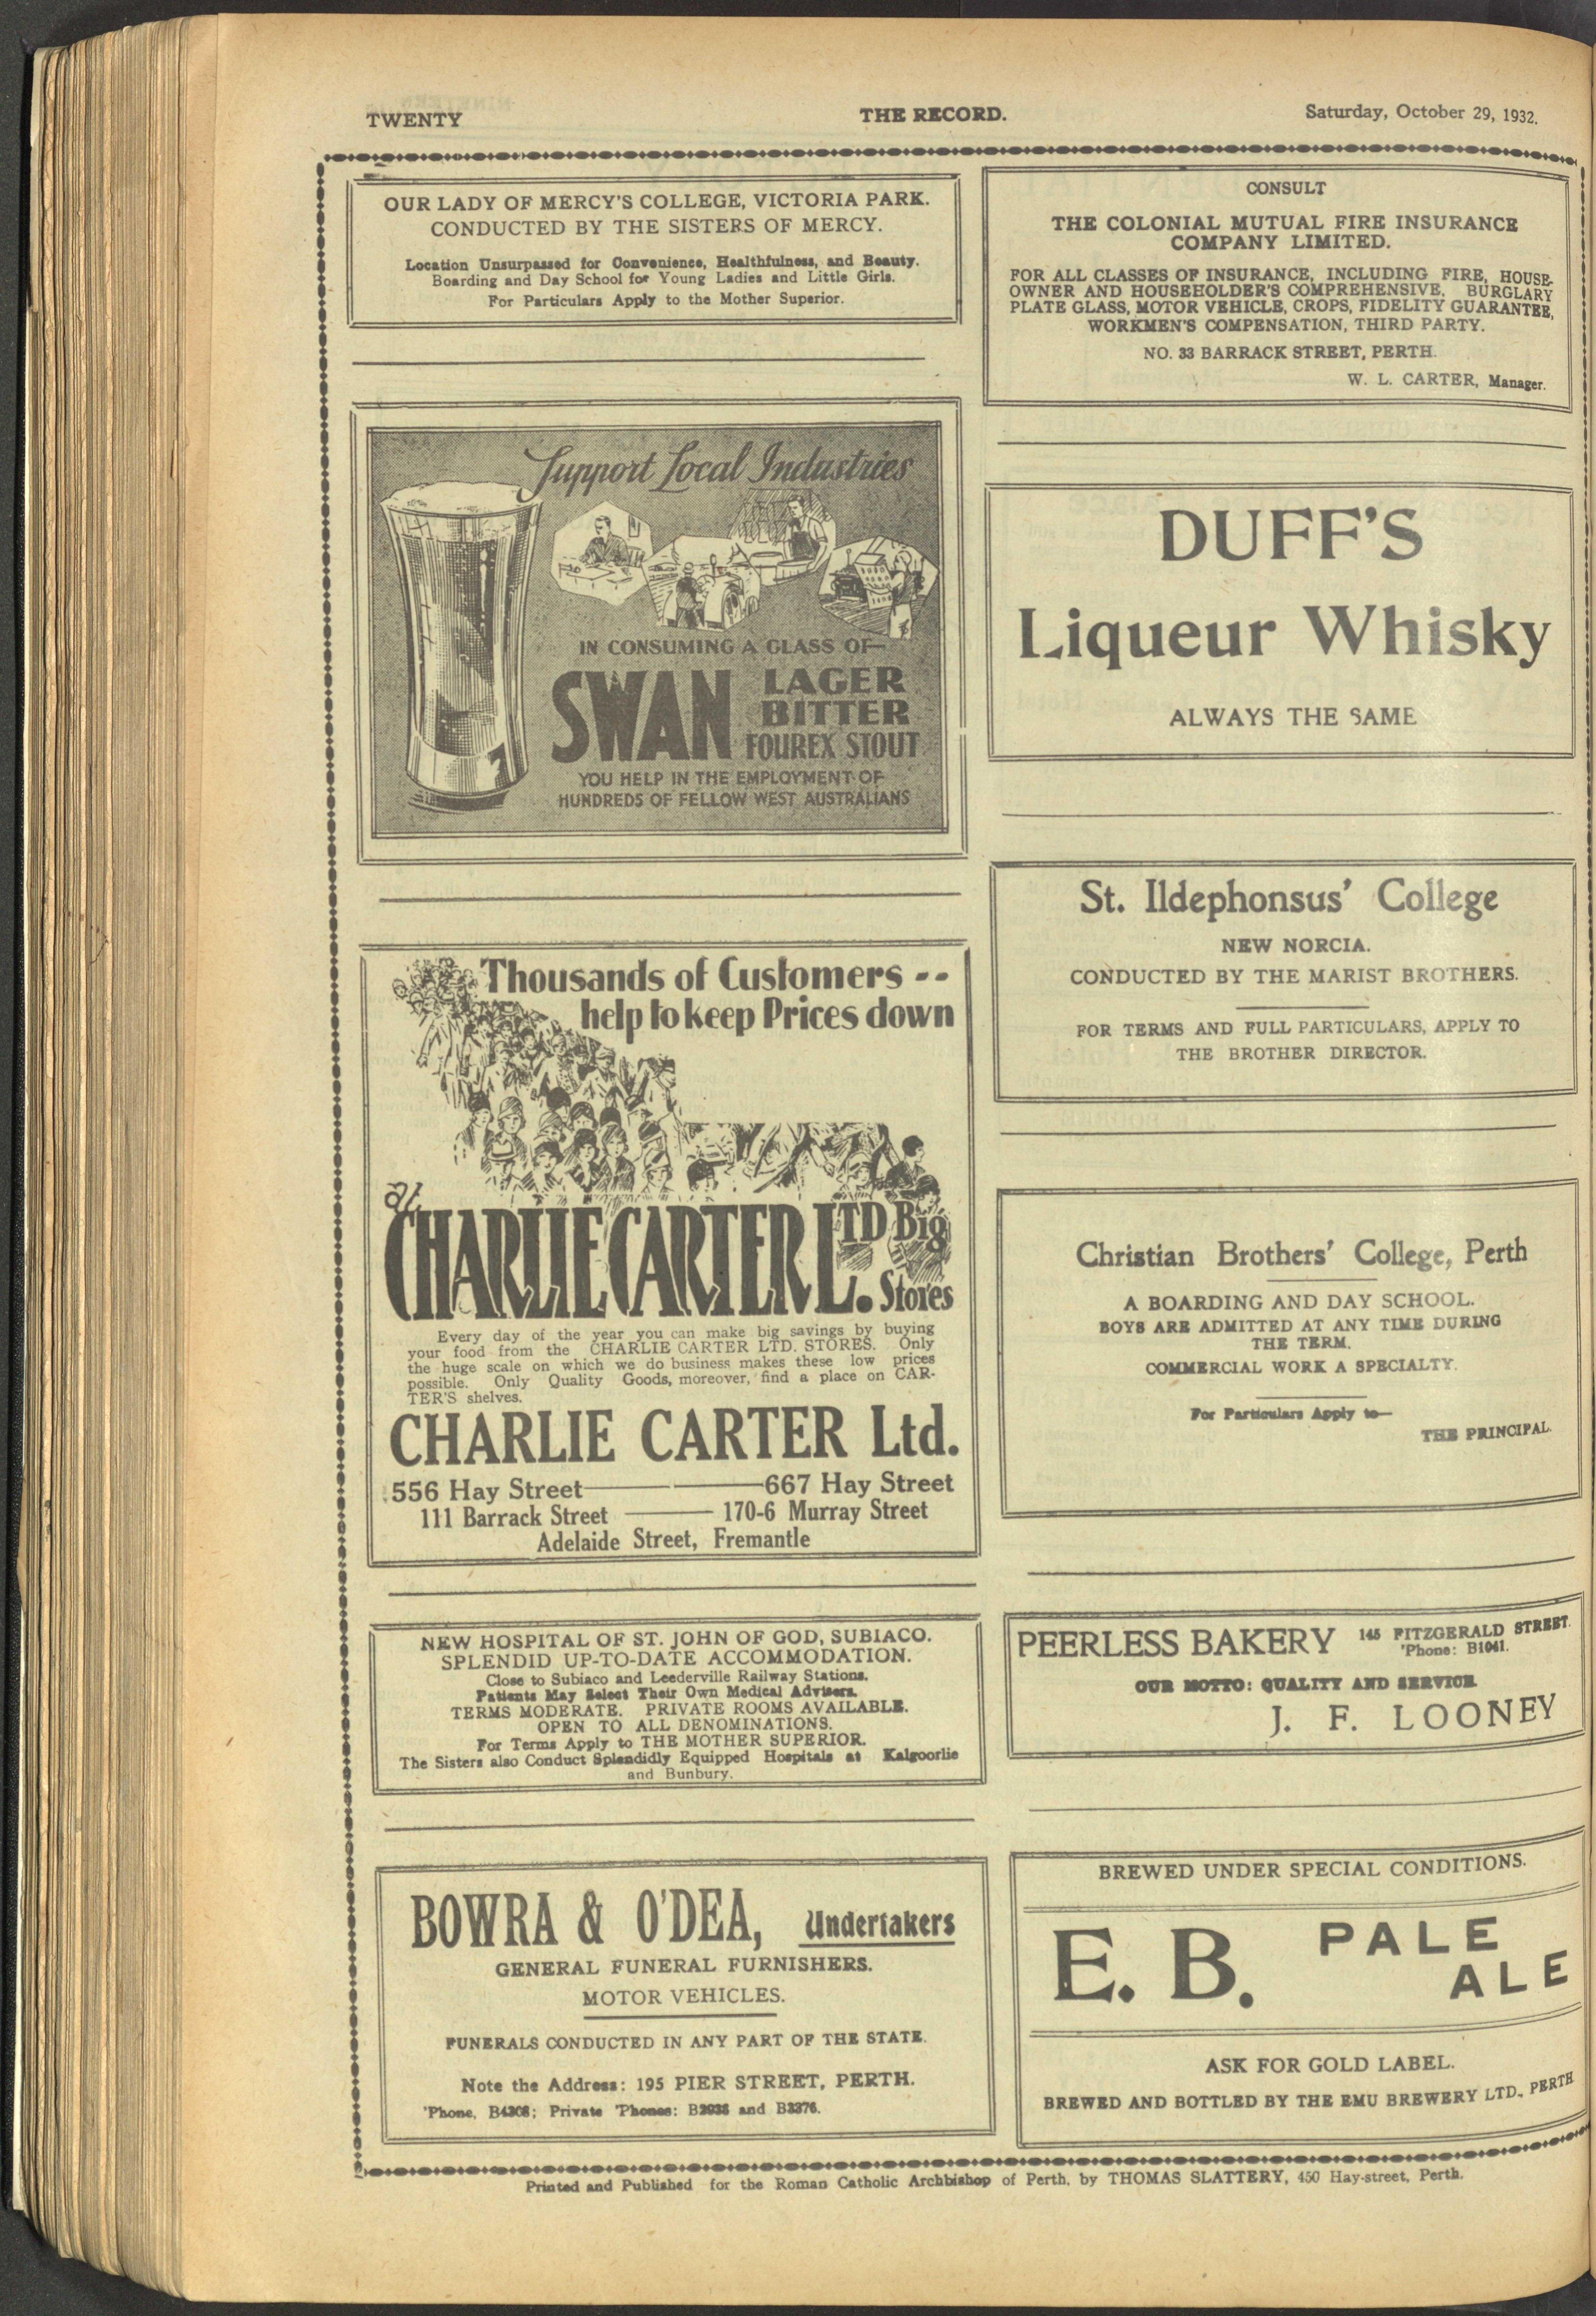 TWENTY
THE RECORD.
Saturday, October 29, 1932.
OUR LADY OF MERCY'S COLLEGE, VICTORIA PARK.
CONDUCTED BY THE SISTERS OF MERCY.
Location Unsurpassed for Convenience, Healthfulness, and Beauty.
Boarding and Day School for Young Ladies and Little Girls.
For Particulars Apply to the Mother Superior.
Support Local Industries
IN CONSUMING A GLASS OF—
SWAN LAGER
BITTER
FOUREX STOUT
YOU HELP IN THE EMPLOYMENT OF
HUNDREDS OF FELLOW WEST AUSTRALIANS
Thousands of Customers --
help to keep Prices down
at
CHARLIE CARTER LTD. Big
Stores
Every day of the year you can make big savings by buying
your food from the CHARLIE CARTER LTD. STORES. Only
the huge scale on which we do business makes these low prices
possible. Only Quality Goods, moreover, find a place on CAR-
TER'S shelves.
CHARLIE CARTER Ltd.
556 Hay Street—— ——667 Hay Street
111 Barrack Street —— 170-6 Murray Street
Adelaide Street, Fremantle
NEW HOSPITAL OF ST. JOHN OF GOD, SUBIACO.
SPLENDID UP-TO-DATE ACCOMMODATION.
Close to Subiaco and Leederville Railway Stations.
Patients May Select Their Own Medical Advisers.
TERMS MODERATE. PRIVATE ROOMS AVAILABLE.
OPEN TO ALL DENOMINATIONS.
For Terms Apply to THE MOTHER SUPERIOR.
The Sisters also Conduct Splendidly Equipped Hospitals at Kalgoorlie
and Bunbury.
BOWRA & O'DEA, Undertakers
GENERAL FUNERAL FURNISHERS.
MOTOR VEHICLES.
FUNERALS CONDUCTED IN ANY PART OF THE STATE.
Note the Address: 195 PIER STREET, PERTH.
'Phone, B4308; Private 'Phones: B2938 and B3376.
CONSULT
THE COLONIAL MUTUAL FIRE INSURANCE
COMPANY LIMITED.
FOR ALL CLASSES OF INSURANCE, INCLUDING FIRE, HOUSE-
OWNER AND HOUSEHOLDER'S COMPREHENSIVE, BURGLARY
PLATE GLASS, MOTOR VEHICLE, CROPS, FIDELITY GUARANTEE,
WORKMEN'S COMPENSATION, THIRD PARTY.
NO. 33 BARRACK STREET, PERTH.
W. L. CARTER, Manager.
DUFF'S
Liqueur Whisky
ALWAYS THE SAME
St. Ildephonsus' College
NEW NORCIA.
CONDUCTED BY THE MARIST BROTHERS.
FOR TERMS AND FULL PARTICULARS, APPLY TO
THE BROTHER DIRECTOR.
Christian Brothers' College, Perth
A BOARDING AND DAY SCHOOL.
BOYS ARE ADMITTED AT ANY TIME DURING
THE TERM.
COMMERCIAL WORK A SPECIALTY.
For Particulars Apply to—
THE PRINCIPAL.
PEERLESS BAKERY 145 FITZGERALD STREET.
'Phone: B1041.
OUR MOTTO: QUALITY AND SERVICE
J. F. LOONEY
BREWED UNDER SPECIAL CONDITIONS.
E. B. PALE
ALE
ASK FOR GOLD LABEL.
BREWED AND BOTTLED BY THE EMU BREWERY LTD., PERTH
Printed and Published for the Roman Catholic Archbishop of Perth, by THOMAS SLATTERY, 450 Hay-street, Perth.